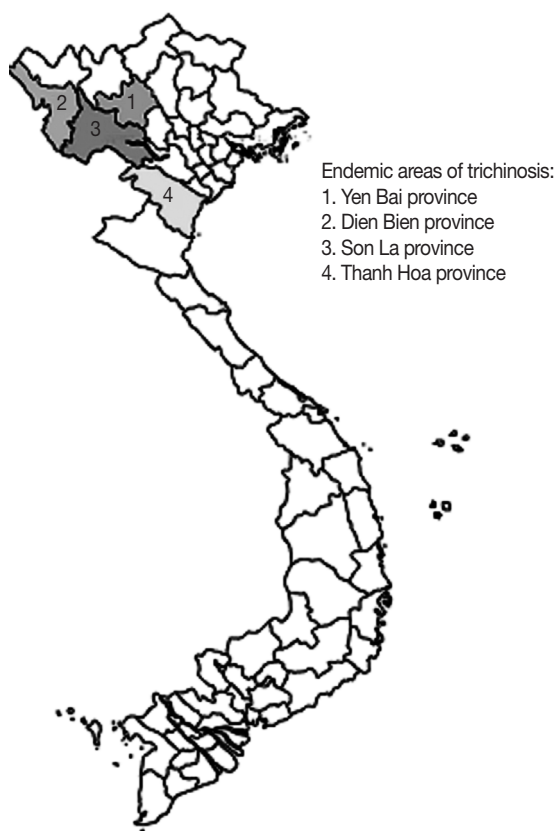 1
2
3
4
Endemic areas of trichinosis:
1. Yen Bai province
2. Dien Bien province
3. Son La province
4. Thanh Hoa province